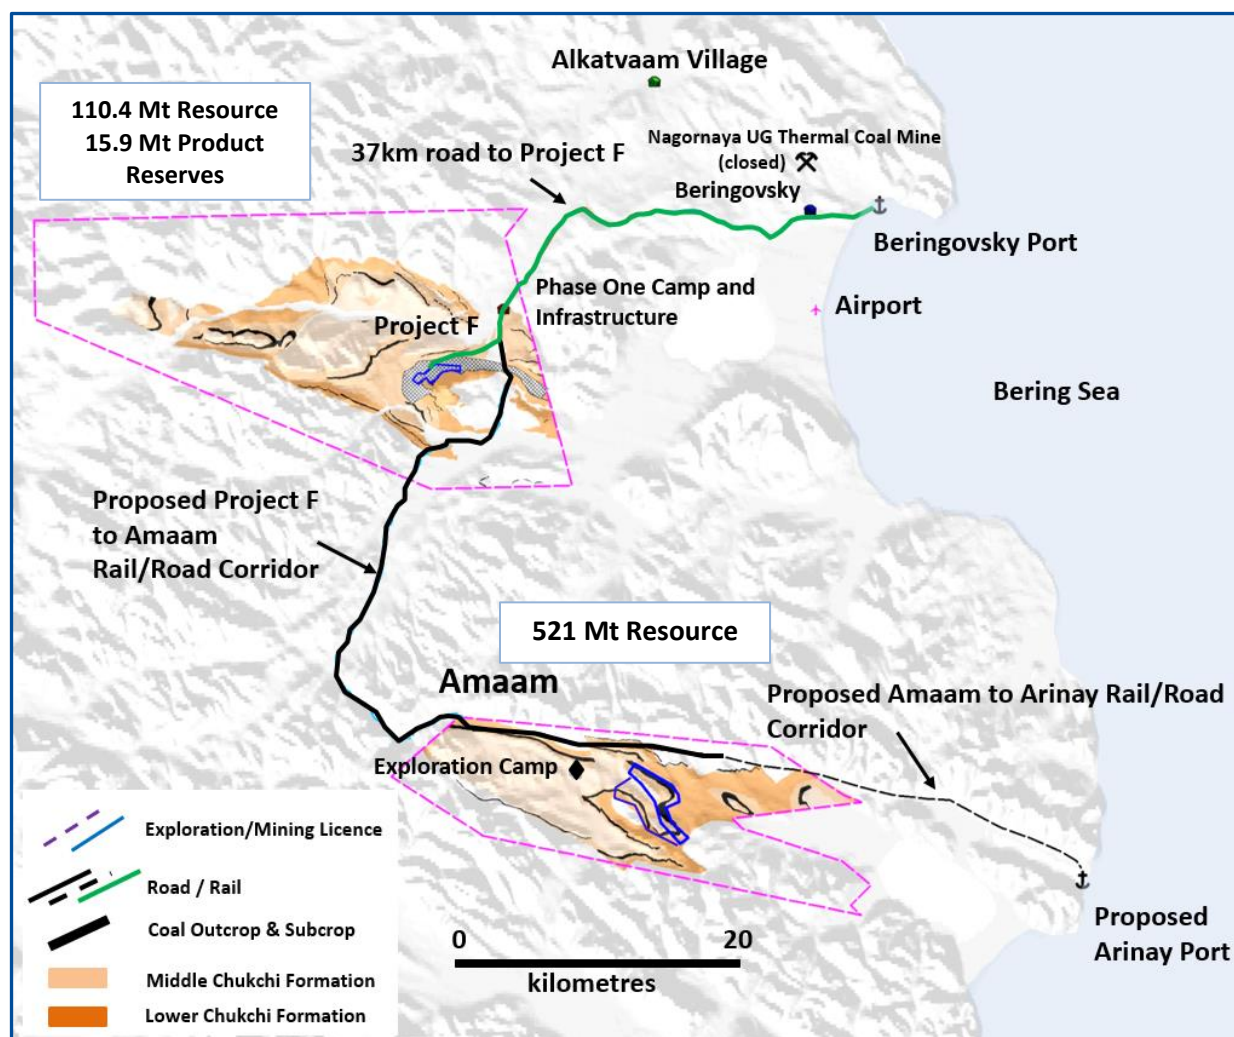 Alkatvaam Village
110.4 Mt Resource
15.9 Mt Product
Reserves
37km road to Project F
Nagornaya UG Thermal Coal Mine
(closed)
Beringovsky
Beringovsky Port
Phase One Camp and
Infrastructure
Airport
Project F
Bering Sea
Proposed Project F
to Amaam
Rail/Road Corridor
521 Mt Resource
Amaam
Proposed Amaam to Arinay Rail/Road
Corridor
Exploration Camp
Exploration/Mining Licence
Road / Rail
Coal Outcrop & Subcrop
Middle Chukchi Formation
Lower Chukchi Formation
0 20
kilometres
Proposed
Arinay Port